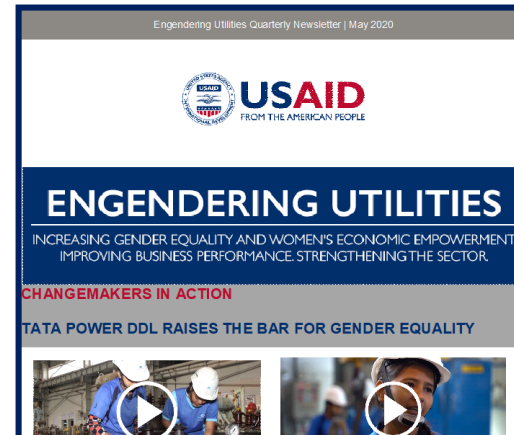 Engendering Utilities Quarterly Newsletter | May 2020
USAID
USAID
FROM THE AMERICAN PEOPLE
ENGENDERING UTILITIES
INCREASING GENDER EQUALITY AND WOMEN'S ECONOMIC EMPOWERMENT.
IMPROVING BUSINESS PERFORMANCE. STRENGTHENING THE SECTOR.
CHANGEMAKERS IN ACTION
TATA POWER DDL RAISES THE BAR FOR GENDER EQUALITY